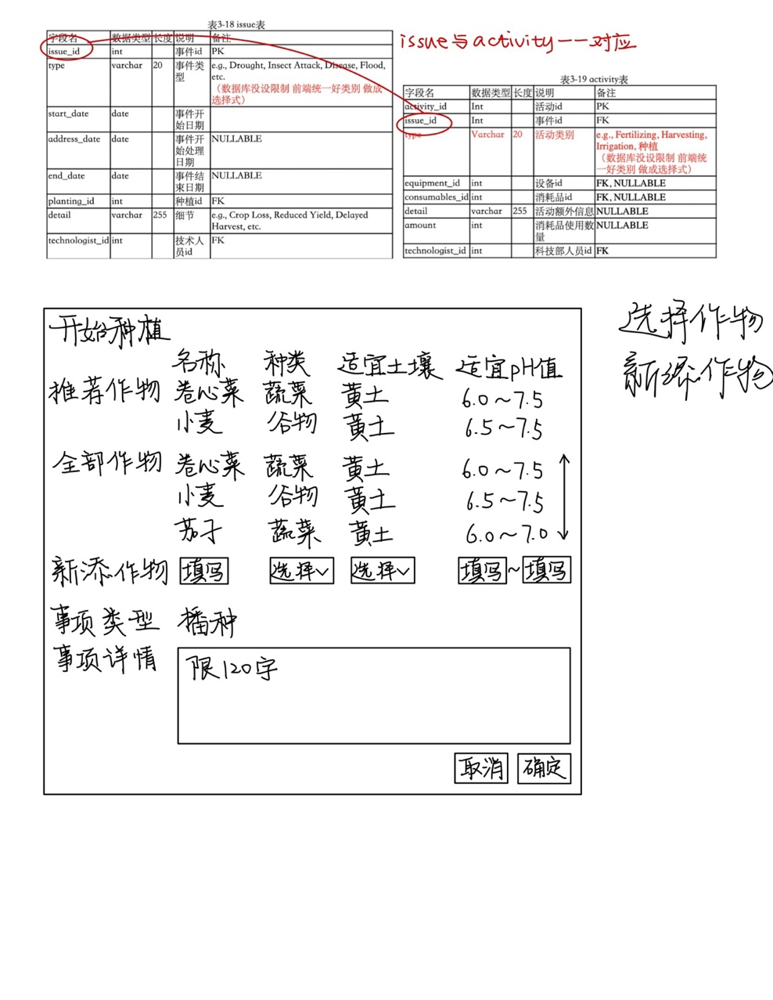 表3-18 issue表
字段名 数据类型 长度 说明 备注
issue_id int 事件id PK
type varchar 20 事件类型 e.g., Drought, Insect Attack, Disease, Flood, etc.
（数据库没设限制 前端统一好类别 做成选择式）
start_date date 事件开始日期
address_date date 事件开始处理日期 NULLABLE
end_date date 事件结束日期 NULLABLE
planting_id int 种植id FK
detail varchar 255 细节 e.g., Crop Loss, Reduced Yield, Delayed Harvest, etc.
technologist_id int 技术人员id FK
issue与activity一一对应
表3-19 activity表
字段名 数据类型 长度 说明 备注
activity_id Int 活动id PK
issue_id Int 事件id FK
type Varchar 20 活动类别 e.g., Fertilizing, Harvesting, Irrigation, 种植
（数据库没设限制 前端统一好类别 做成选择式）
equipment_id int 设备id FK, NULLABLE
consumables_id int 消耗品id FK, NULLABLE
detail varchar 255 活动额外信息 NULLABLE
amount int 消耗品使用数量 NULLABLE
technologist_id int 科技部人员id FK
开始种植
名称 种类 适宜土壤 适宜pH值
推荐作物 卷心菜 蔬菜 黄土 6.0~7.5
小麦 谷物 黄土 6.5~7.5
全部作物 卷心菜 蔬菜 黄土 6.0~7.5
小麦 谷物 黄土 6.5~7.5
茄子 蔬菜 黄土 6.0~7.0
新添作物 填写 选择 选择 填写~填写
事项类型 播种
事项详情 限120字
取消 确定
选择作物
新添作物